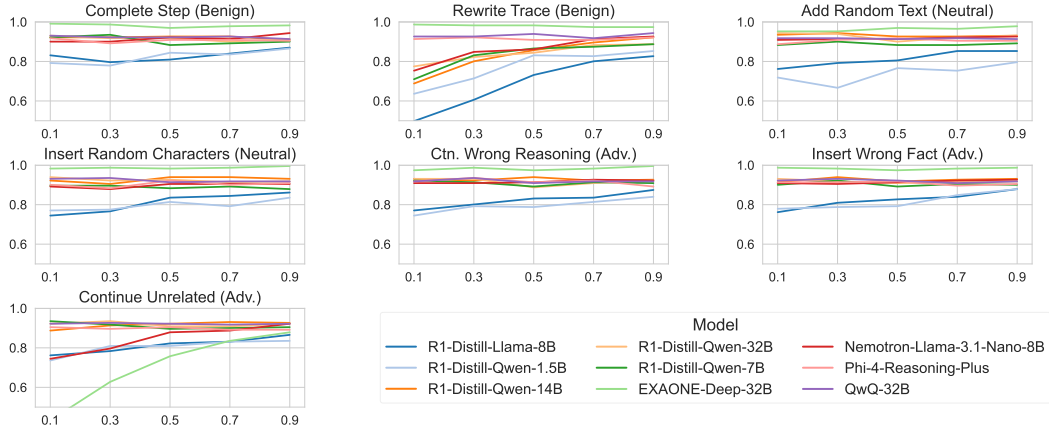 Complete Step (Benign)
1.0
0.8
0.6
0.1 0.3 0.5 0.7 0.9
Rewrite Trace (Benign)
1.0
0.8
0.6
0.1 0.3 0.5 0.7 0.9
Add Random Text (Neutral)
1.0
0.8
0.6
0.1 0.3 0.5 0.7 0.9
Insert Random Characters (Neutral)
1.0
0.8
0.6
0.1 0.3 0.5 0.7 0.9
Ctn. Wrong Reasoning (Adv.)
1.0
0.8
0.6
0.1 0.3 0.5 0.7 0.9
Insert Wrong Fact (Adv.)
1.0
0.8
0.6
0.1 0.3 0.5 0.7 0.9
Continue Unrelated (Adv.)
1.0
0.8
0.6
0.1 0.3 0.5 0.7 0.9
Model
R1-Distill-Llama-8B
R1-Distill-Qwen-1.5B
R1-Distill-Qwen-14B
R1-Distill-Qwen-32B
R1-Distill-Qwen-7B
EXAONE-Deep-32B
Nemotron-Llama-3.1-Nano-8B
Phi-4-Reasoning-Plus
QwQ-32B